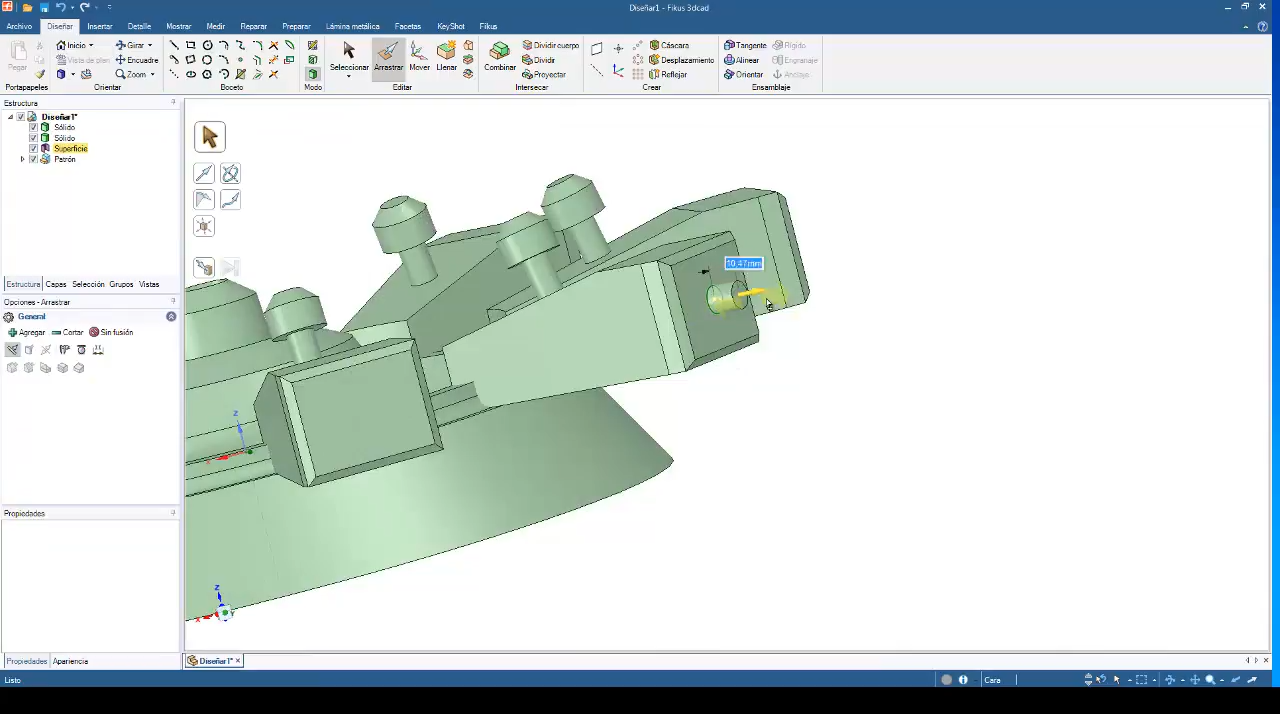 Diseñar1* - Fikus 3dcad
Archivo Diseñar Insertar Detalle Mostrar Medir Reparar Preparar Lámina metálica Facetas KeyShot Fikus
Inicio Girar
Vista de plan Encuadre
Zoom
Pegar
Seleccionar Arrastrar Mover Llenar
Combinar
Dividir cuerpo
Dividir
Proyectar
Cáscara
Desplazamiento
Reflejar
Tangente Rígido
Alinear Engranaje
Orientar Anclaje
Portapapeles Orientar Boceto Modo Editar Intersecar Crear Ensamblaje
Estructura
Diseñar1*
Sólido
Sólido
Superficie
Patrón
Estructura Capas Selección Grupos Vistas
Opciones - Arrastrar
General
Agregar Cortar Sin fusión
10,47mm
Z
X
Propiedades
Z
X
Y
Propiedades Apariencia
Diseñar1*
Listo
Cara